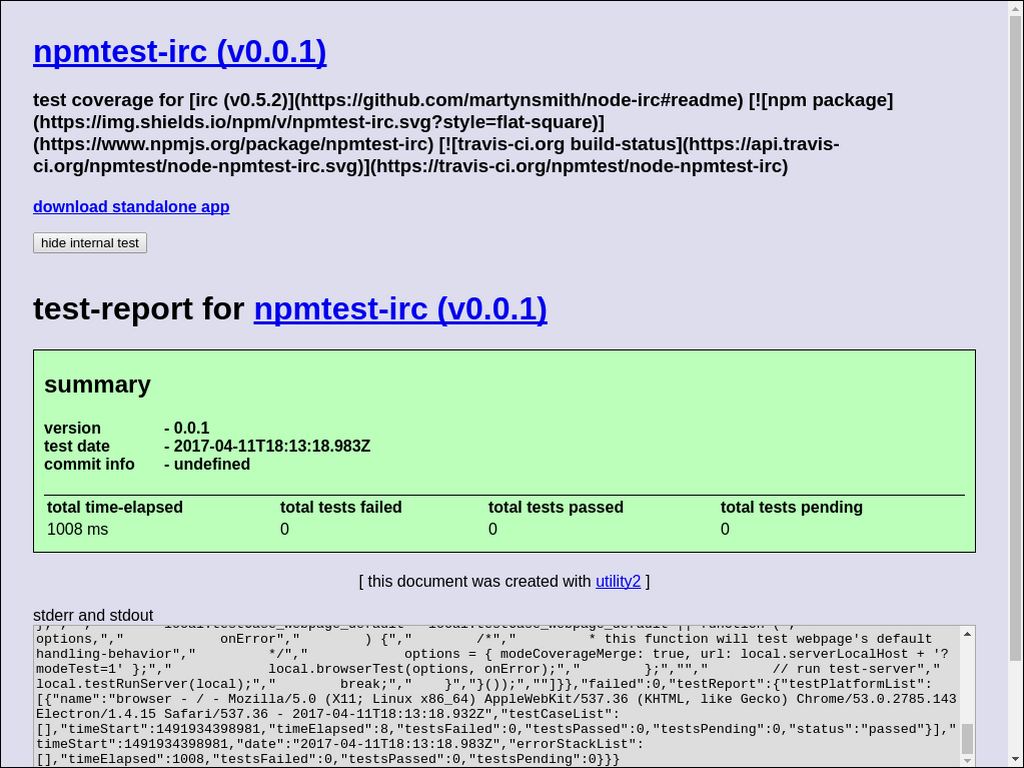 npmtest-irc (v0.0.1)
test coverage for [irc (v0.5.2)](https://github.com/martynsmith/node-irc#readme) [![npm package]
(https://img.shields.io/npm/v/npmtest-irc.svg?style=flat-square)]
(https://www.npmjs.org/package/npmtest-irc) [![travis-ci.org build-status](https://api.travis-
ci.org/npmtest/node-npmtest-irc.svg)](https://travis-ci.org/npmtest/node-npmtest-irc)
download standalone app
hide internal test
test-report for npmtest-irc (v0.0.1)
summary
version - 0.0.1
test date - 2017-04-11T18:13:18.983Z
commit info - undefined
total time-elapsed total tests failed total tests passed total tests pending
1008 ms 0 0 0
[ this document was created with utility2 ]
stderr and stdout
options,"," onError"," ) {"," /*"," * this function will test webpage's default
handling-behavior"," */"," options = { modeCoverageMerge: true, url: local.serverLocalHost + '?
modeTest=1' };"," local.browserTest(options, onError);"," };",""," // run test-server","
local.testRunServer(local);"," break;"," }","}());",""]}},"failed":0,"testReport":{"testPlatformList":
[{"name":"browser - / - Mozilla/5.0 (X11; Linux x86_64) AppleWebKit/537.36 (KHTML, like Gecko) Chrome/53.0.2785.143
Electron/1.4.15 Safari/537.36 - 2017-04-11T18:13:18.932Z","testCaseList":
[],"timeStart":1491934398981,"timeElapsed":8,"testsFailed":0,"testsPassed":0,"testsPending":0,"status":"passed"}],"
timeStart":1491934398981,"date":"2017-04-11T18:13:18.983Z","errorStackList":
[],"timeElapsed":1008,"testsFailed":0,"testsPassed":0,"testsPending":0}}}